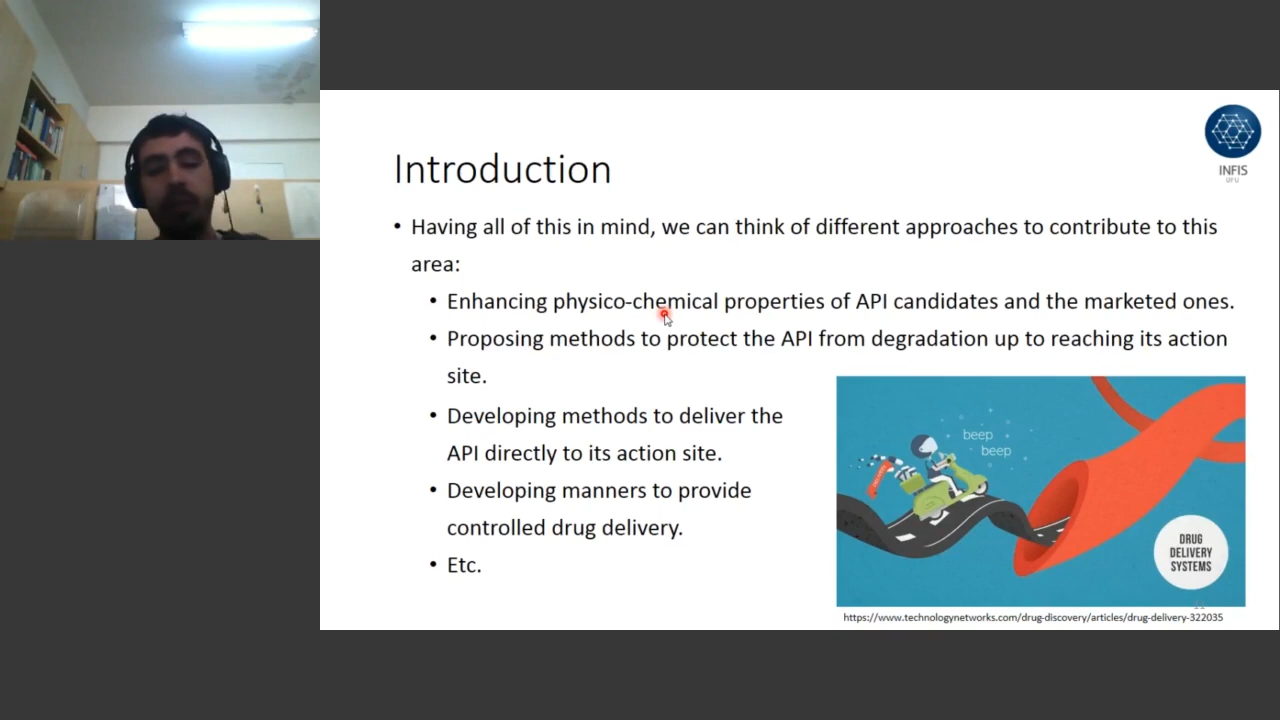 INFIS
UFU
Introduction
• Having all of this in mind, we can think of different approaches to contribute to this
area:
• Enhancing physico-chemical properties of API candidates and the marketed ones.
• Proposing methods to protect the API from degradation up to reaching its action
site.
• Developing methods to deliver the
API directly to its action site.
• Developing manners to provide
controlled drug delivery.
• Etc.
beep
beep
DRUG
DELIVERY
SYSTEMS
https://www.technologynetworks.com/drug-discovery/articles/drug-delivery-322035